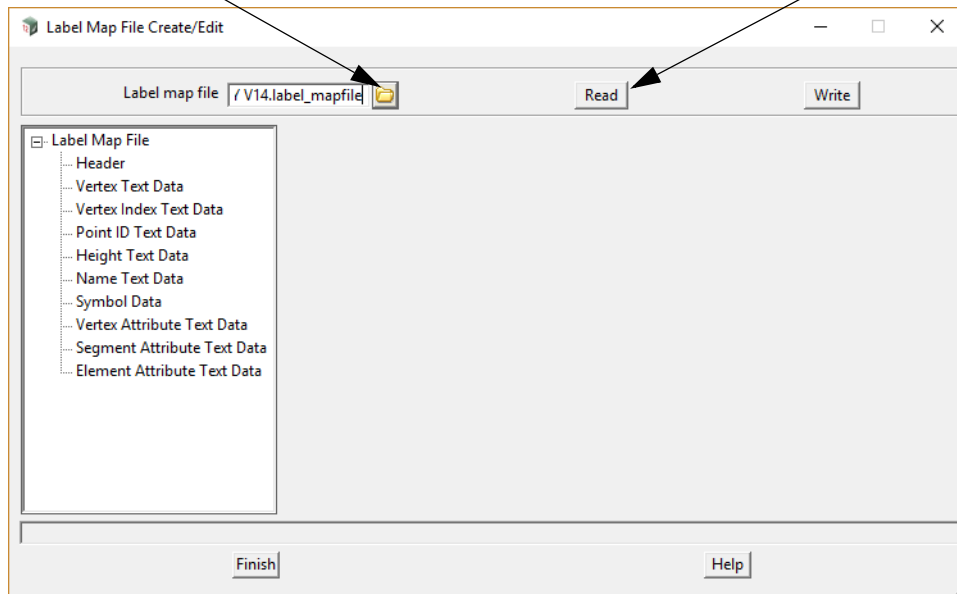 Label Map File Create/Edit
Label map file V14.label_mapfile Read Write
Label Map File
Header
Vertex Text Data
Vertex Index Text Data
Point ID Text Data
Height Text Data
Name Text Data
Symbol Data
Vertex Attribute Text Data
Segment Attribute Text Data
Element Attribute Text Data
Finish Help